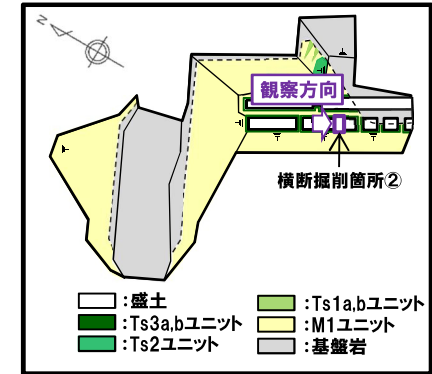 N
観察方向
横断掘削箇所②
:盛土
:Ts3a,bユニット
:Ts2ユニット
:Ts1a,bユニット
:M1ユニット
:基盤岩